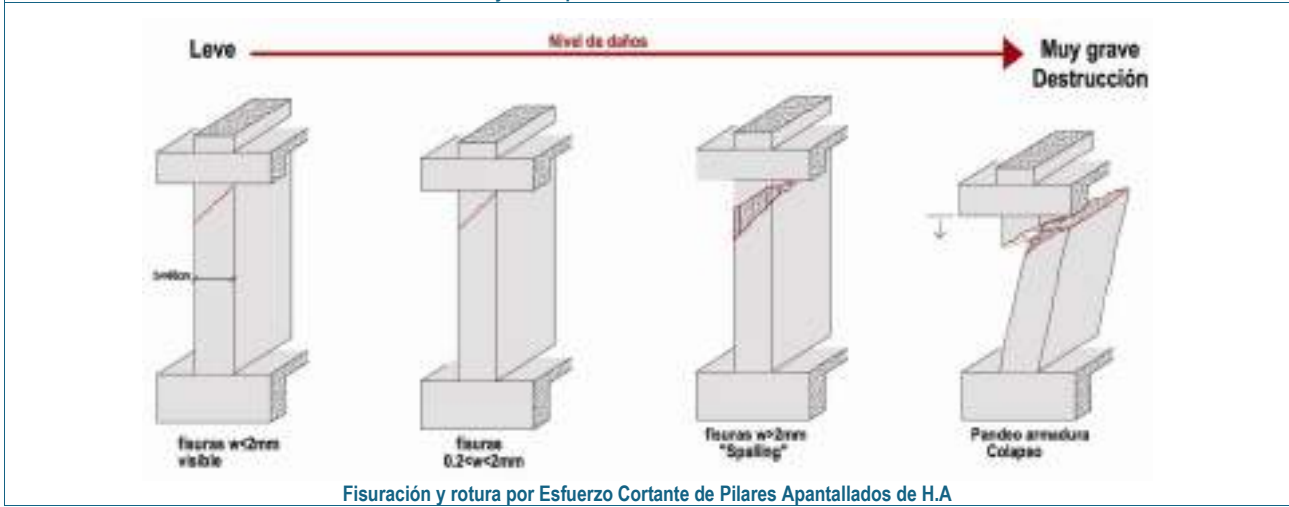 Nivel de daños
Leve
Muy grave
Destrucción
fisuras w<2mm
visible
fisuras
0.2<w<2mm
fisuras w>2mm
"Spalling"
Pandeo armadura
Colapso
Fisuración y rotura por Esfuerzo Cortante de Pilares Apantallados de H.A